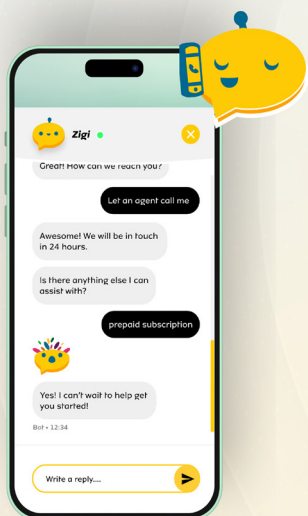 Zigi
Great! How can we reach you?
Let an agent call me
Awesome! We will be in touch
in 24 hours.
Is there anything else I can
assist with?
prepaid subscription
Yes! I can't wait to help get
you started!
Bot • 12:34
Write a reply....